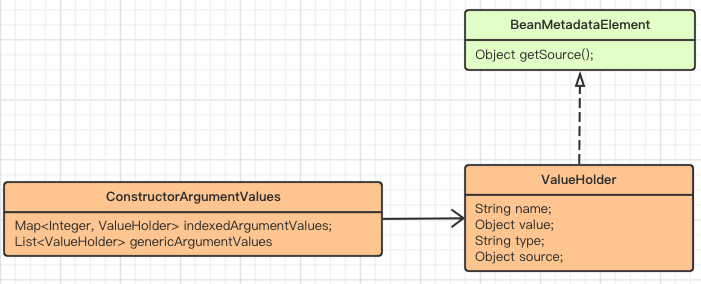 BeanMetadataElement
Object getSource();
ConstructorArgumentValues
Map<Integer, ValueHolder> indexedArgumentValues;
List<ValueHolder> genericArgumentValues
ValueHolder
String name;
Object value;
String type;
Object source;